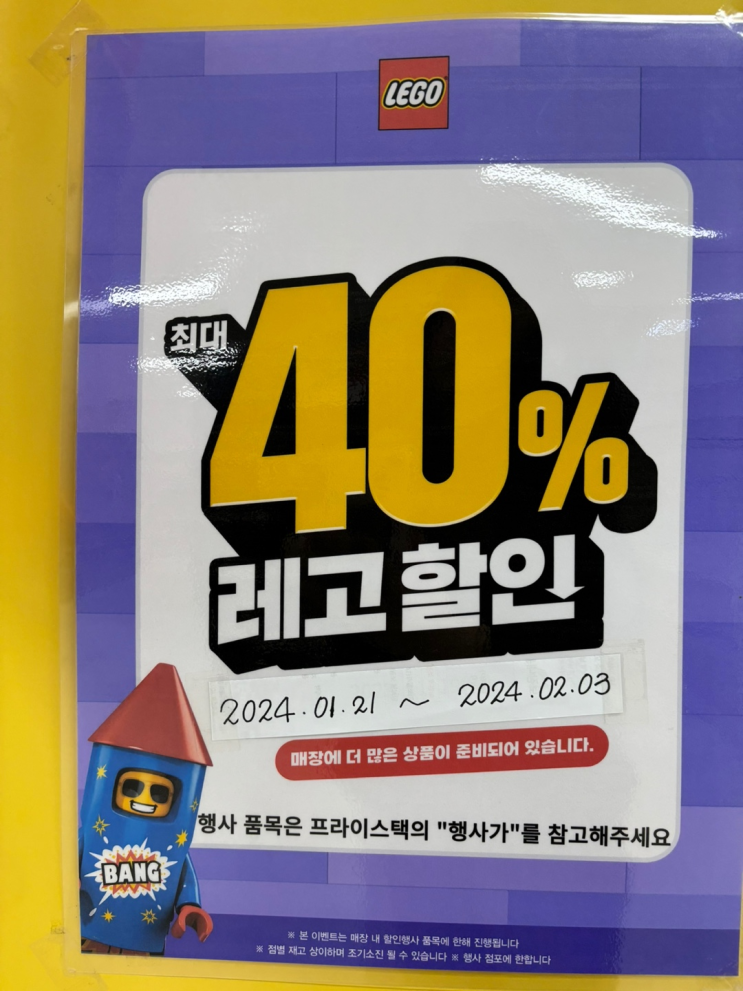 LEGO
최대
40%
레고 할인
2024.01.21 ~ 2024.02.03
매장에 더 많은 상품이 준비되어 있습니다.
행사 품목은 프라이스택의 "행사가"를 참고해주세요
BANG
※ 본 이벤트는 매장 내 할인행사 품목에 한해 진행됩니다
※ 점별 재고 상이하며 조기소진 될 수 있습니다 ※ 행사 점포에 한합니다